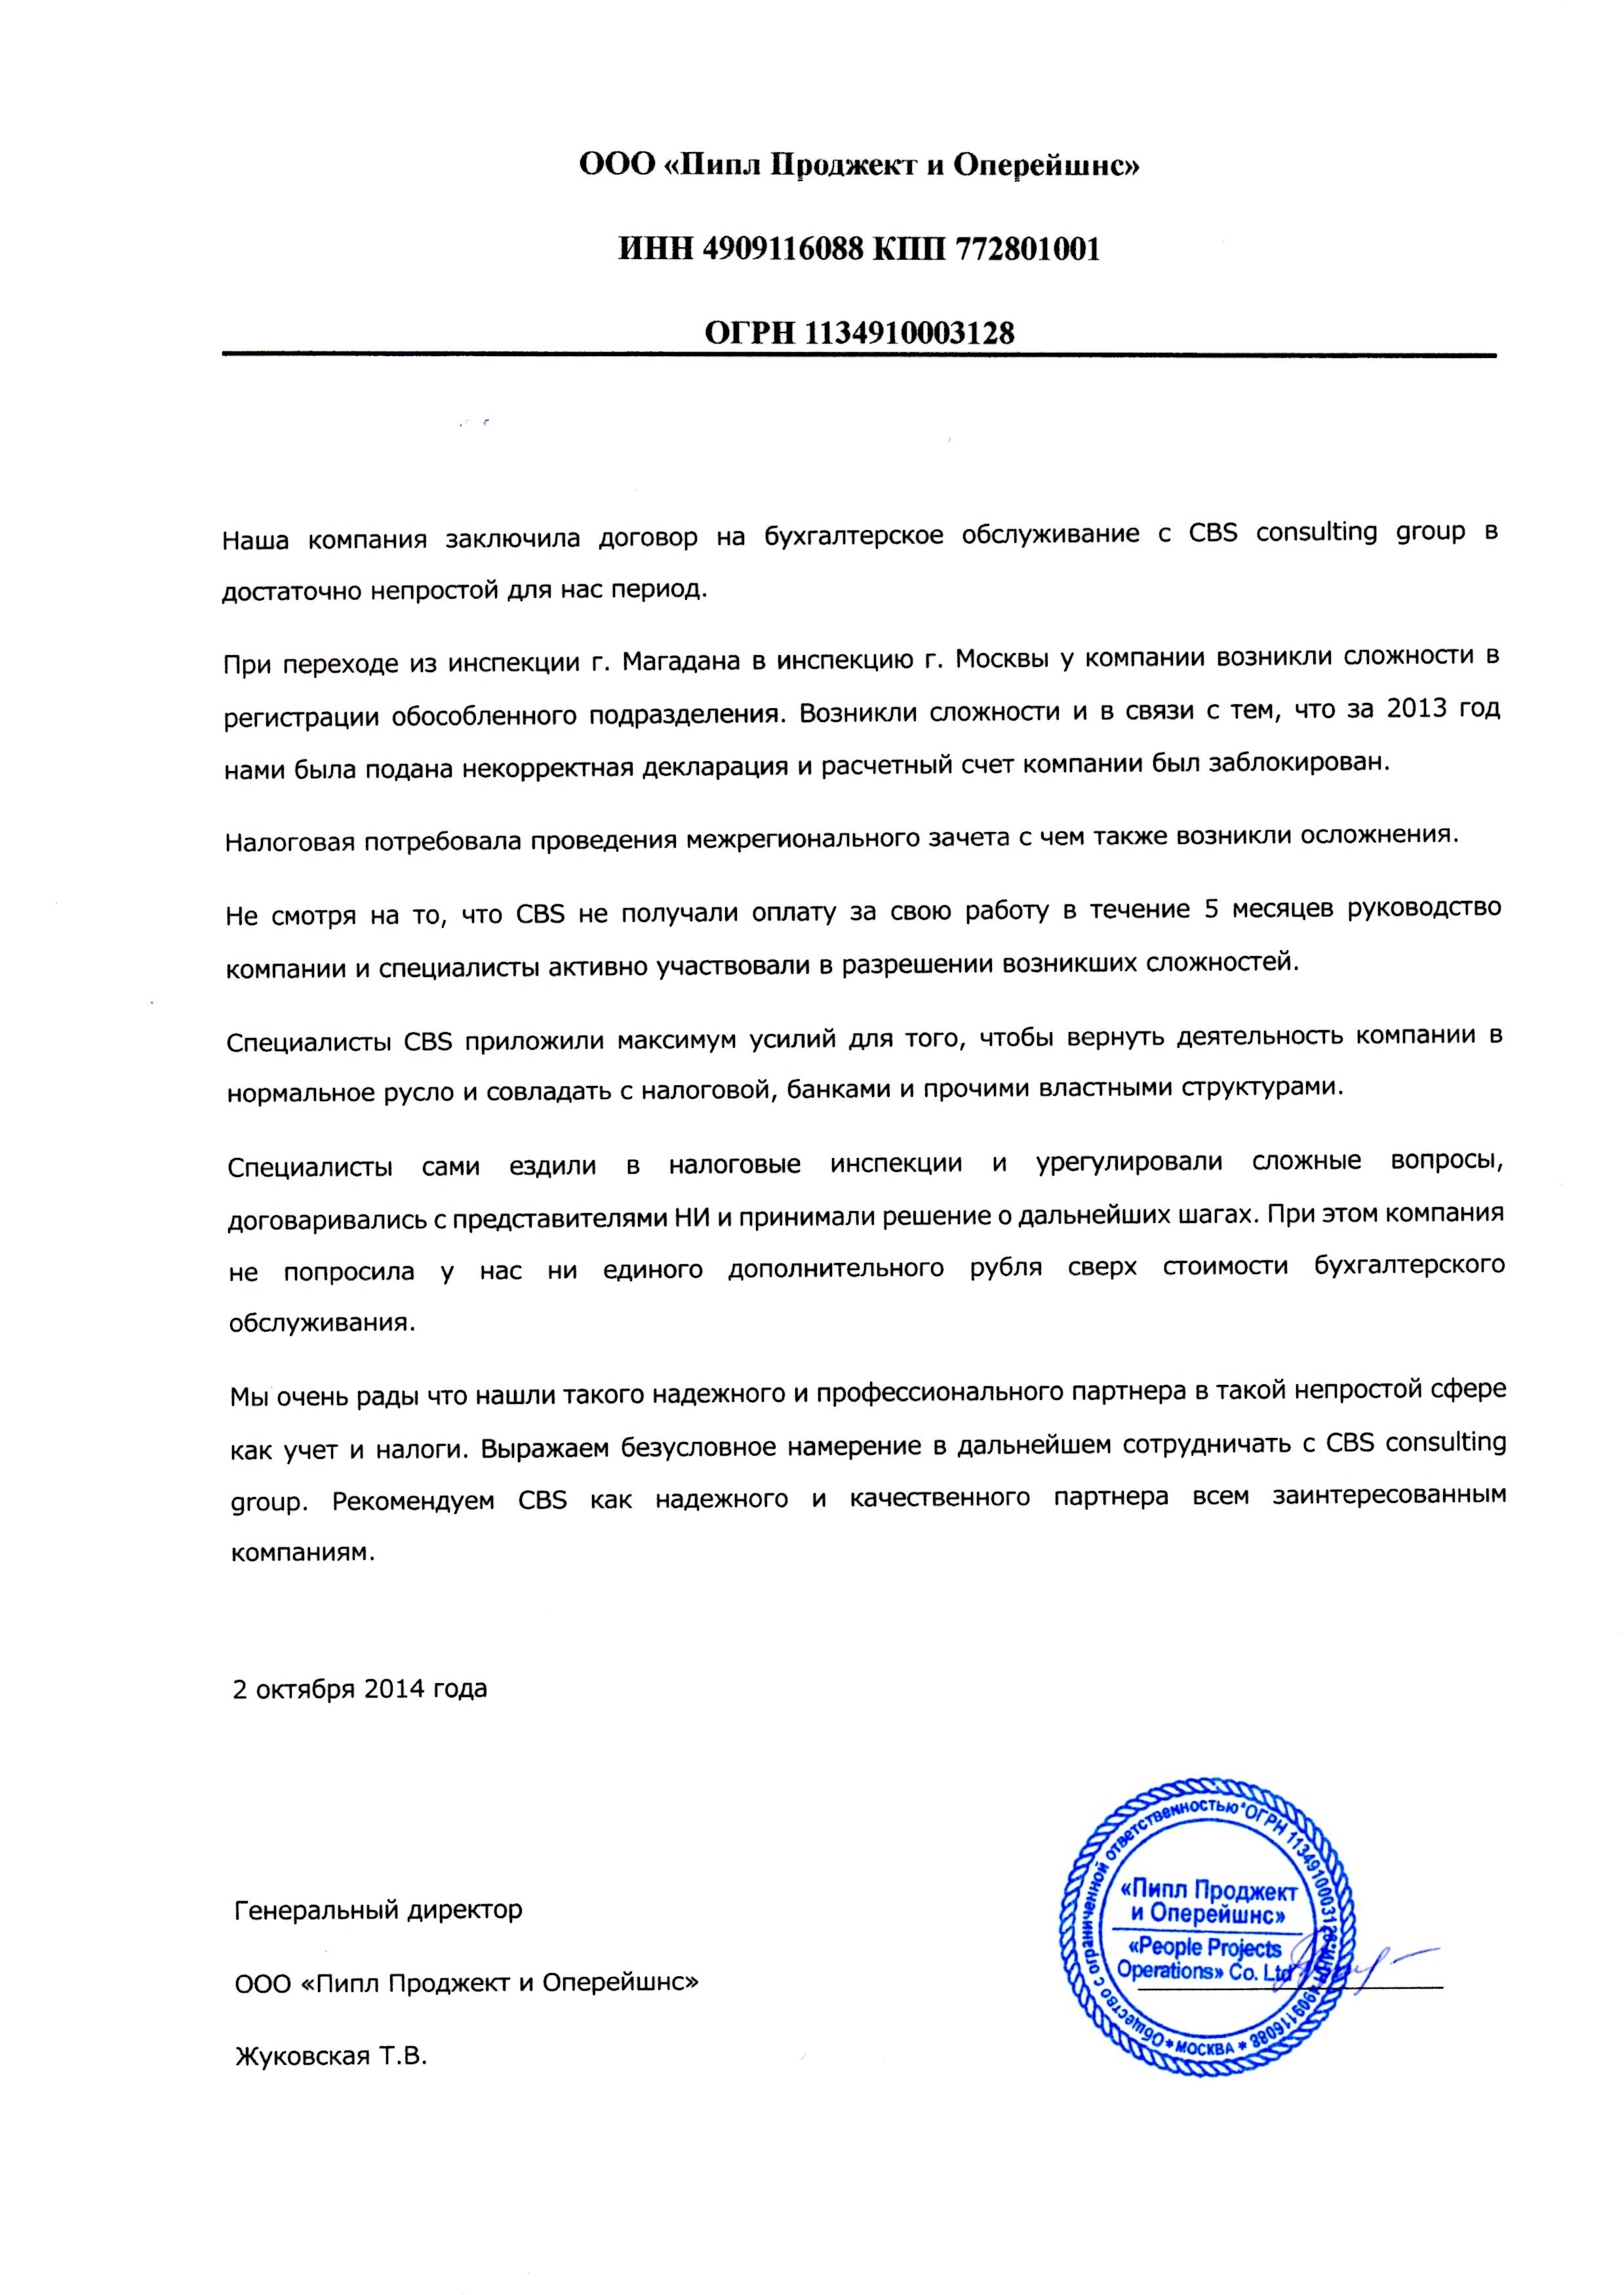 ООО «Пипл Проджект и Оперейшнс»
ИНН 4909116088 КПП 772801001
ОГРН 1134910003128
Наша компания заключила договор на бухгалтерское обслуживание с CBS consulting group в
достаточно непростой для нас период.
При переходе из инспекции г. Магадана в инспекцию г. Москвы у компании возникли сложности в
регистрации обособленного подразделения. Возникли сложности и в связи с тем, что за 2013 год
нами была подана некорректная декларация и расчетный счет компании был заблокирован.
Налоговая потребовала проведения межрегионального зачета с чем также возникли осложнения.
Не смотря на то, что CBS не получали оплату за свою работу в течение 5 месяцев руководство
компании и специалисты активно участвовали в разрешении возникших сложностей.
Специалисты CBS приложили максимум усилий для того, чтобы вернуть деятельность компании в
нормальное русло и совладать с налоговой, банками и прочими властными структурами.
Специалисты сами ездили в налоговые инспекции и урегулировали сложные вопросы,
договаривались с представителями НИ и принимали решение о дальнейших шагах. При этом компания
не попросила у нас ни единого дополнительного рубля сверх стоимости бухгалтерского
обслуживания.
Мы очень рады что нашли такого надежного и профессионального партнера в такой непростой сфере
как учет и налоги. Выражаем безусловное намерение в дальнейшем сотрудничать с CBS consulting
group. Рекомендуем CBS как надежного и качественного партнера всем заинтересованным
компаниям.
2 октября 2014 года
Генеральный директор
ООО «Пипл Проджект и Оперейшнс»
Жуковская Т.В.
Общество с ограниченной ответственностью * ОГРН 1134910003128 * ИНН 4909116088 * МОСКВА *
«Пипл Проджект
и Оперейшнс»
«People Projects
Operations» Co. Ltd